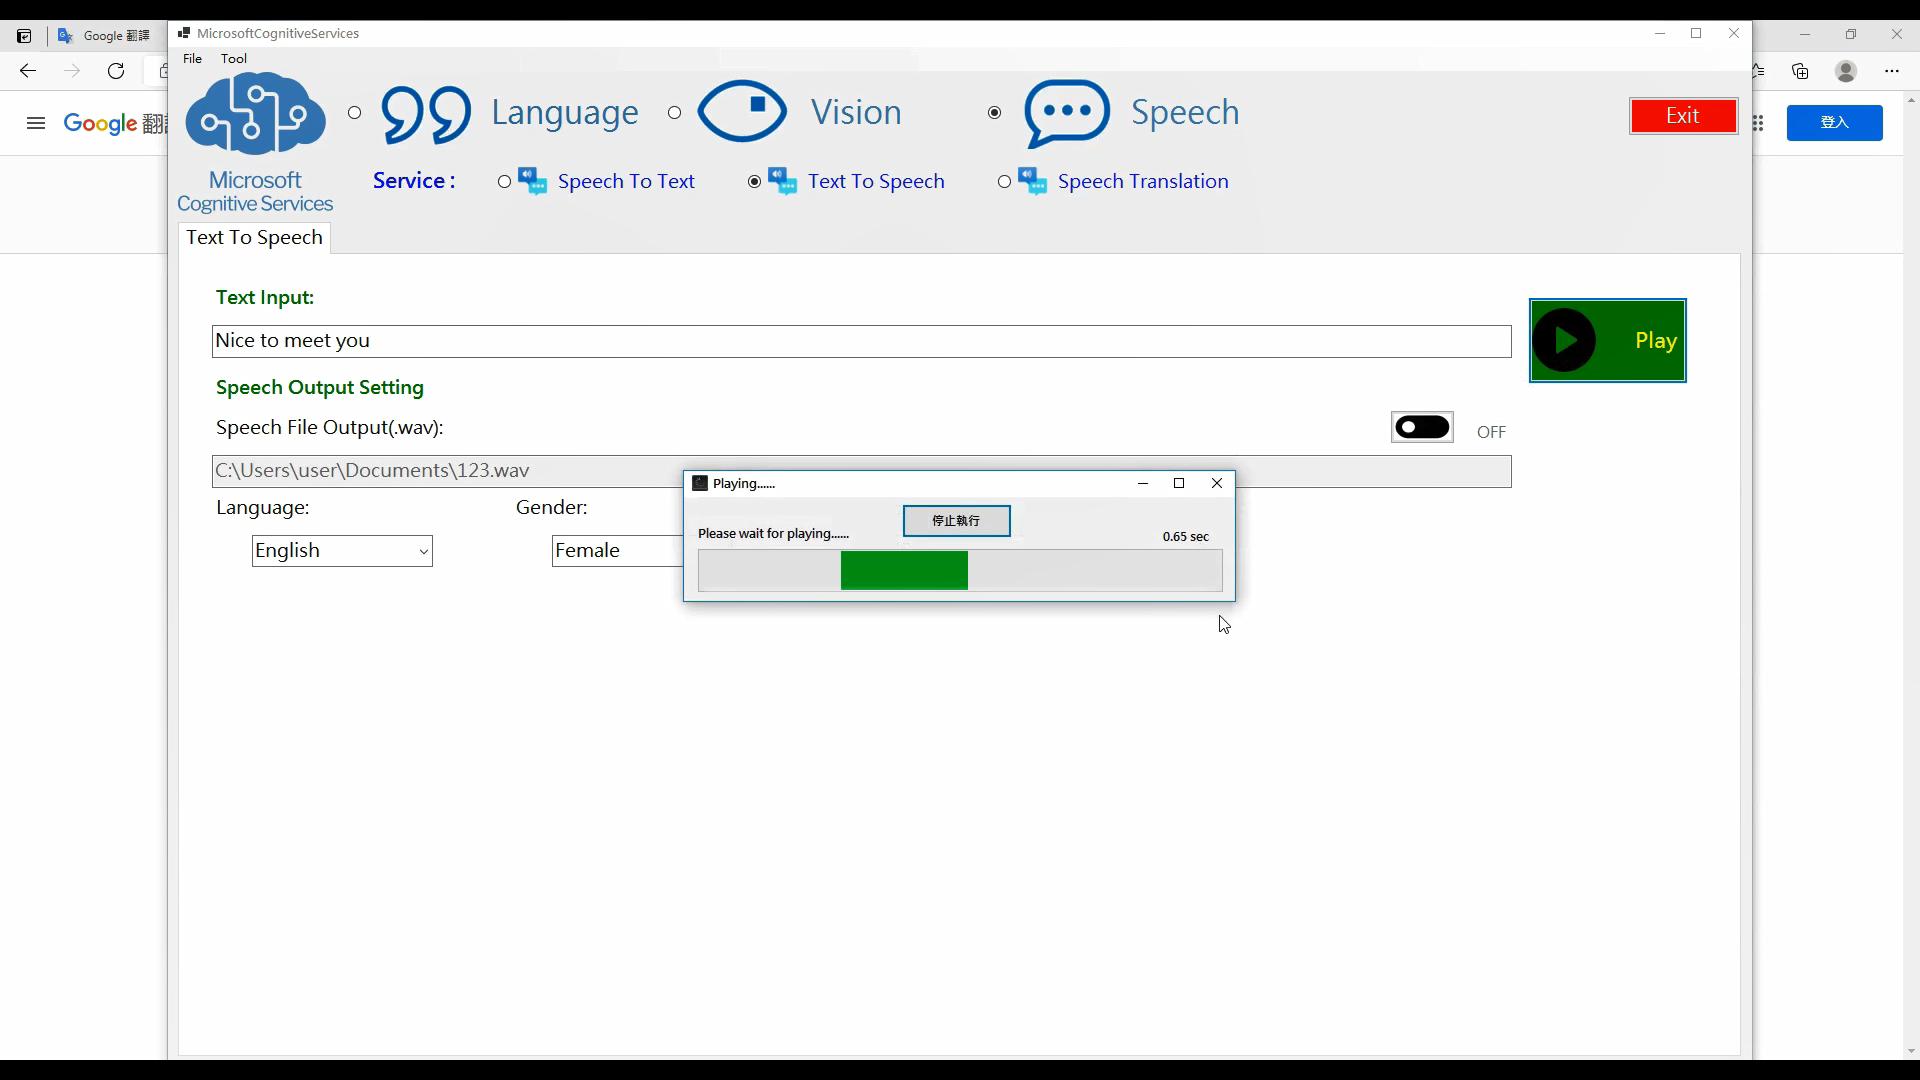 Google 翻譯
MicrosoftCognitiveServices
File Tool
Google
Language
Vision
Speech
Exit
登入
Microsoft
Cognitive Services
Service :
Speech To Text
Text To Speech
Speech Translation
Text To Speech
Text Input:
Nice to meet you
Play
Speech Output Setting
Speech File Output(.wav):
OFF
C:\Users\user\Documents\123.wav
Playing......
Language:
Gender:
停止執行
Please wait for playing......
0.65 sec
English
Female